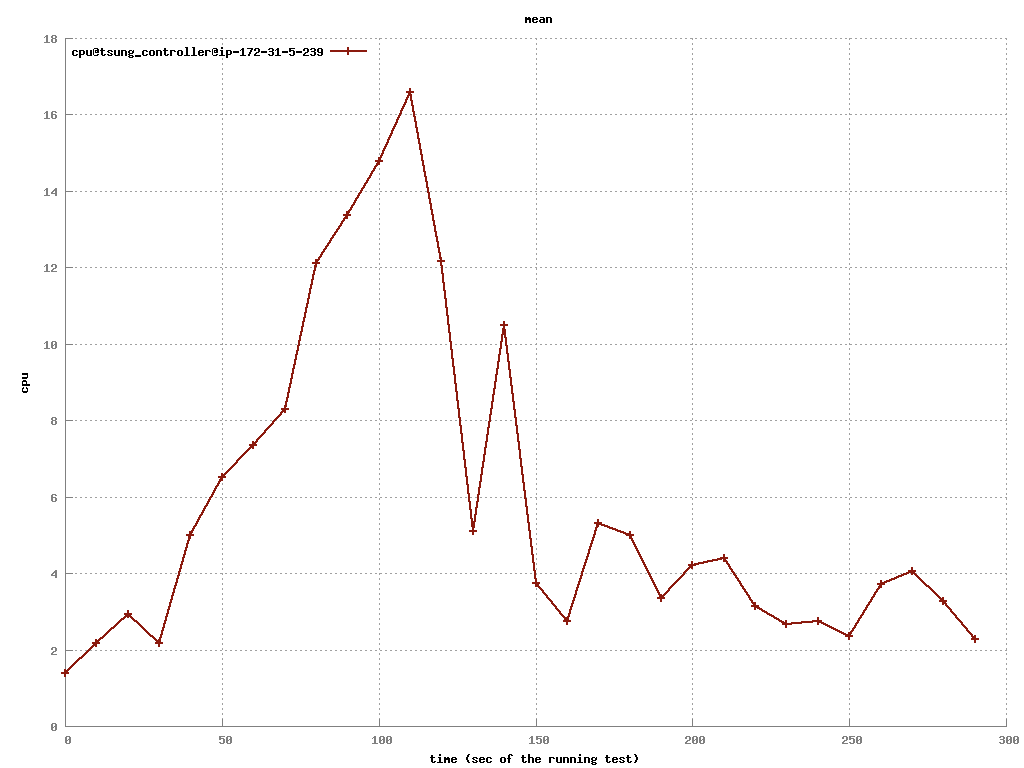 mean
18
cpu@tsung_controller@ip-172-31-5-239
16
14
12
10
cpu
8
6
4
2
0
0 50 100 150 200 250 300
time (sec of the running test)